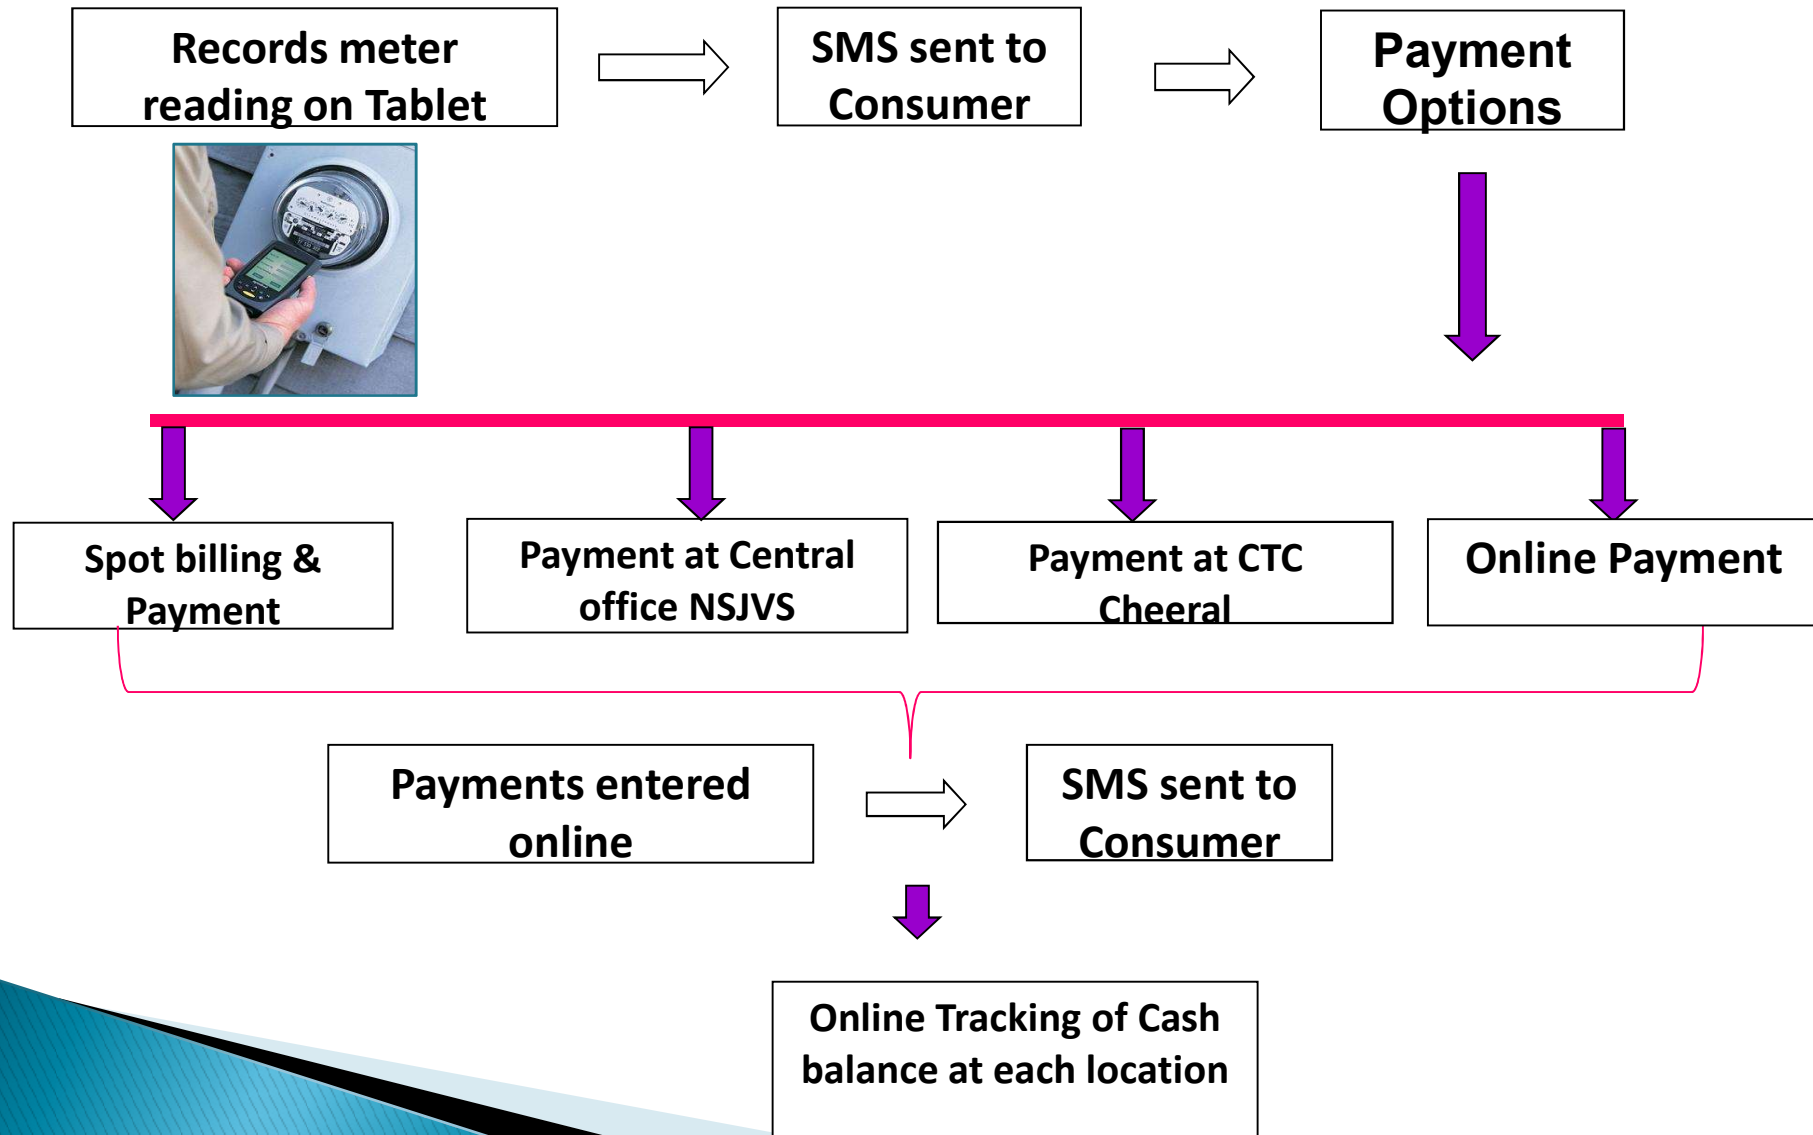 Records meter
reading on Tablet
SMS sent to
Consumer
Payment
Options
Spot billing &
Payment
Payment at Central
office NSJVS
Payment at CTC
Cheeral
Online Payment
Payments entered
online
SMS sent to
Consumer
Online Tracking of Cash
balance at each location